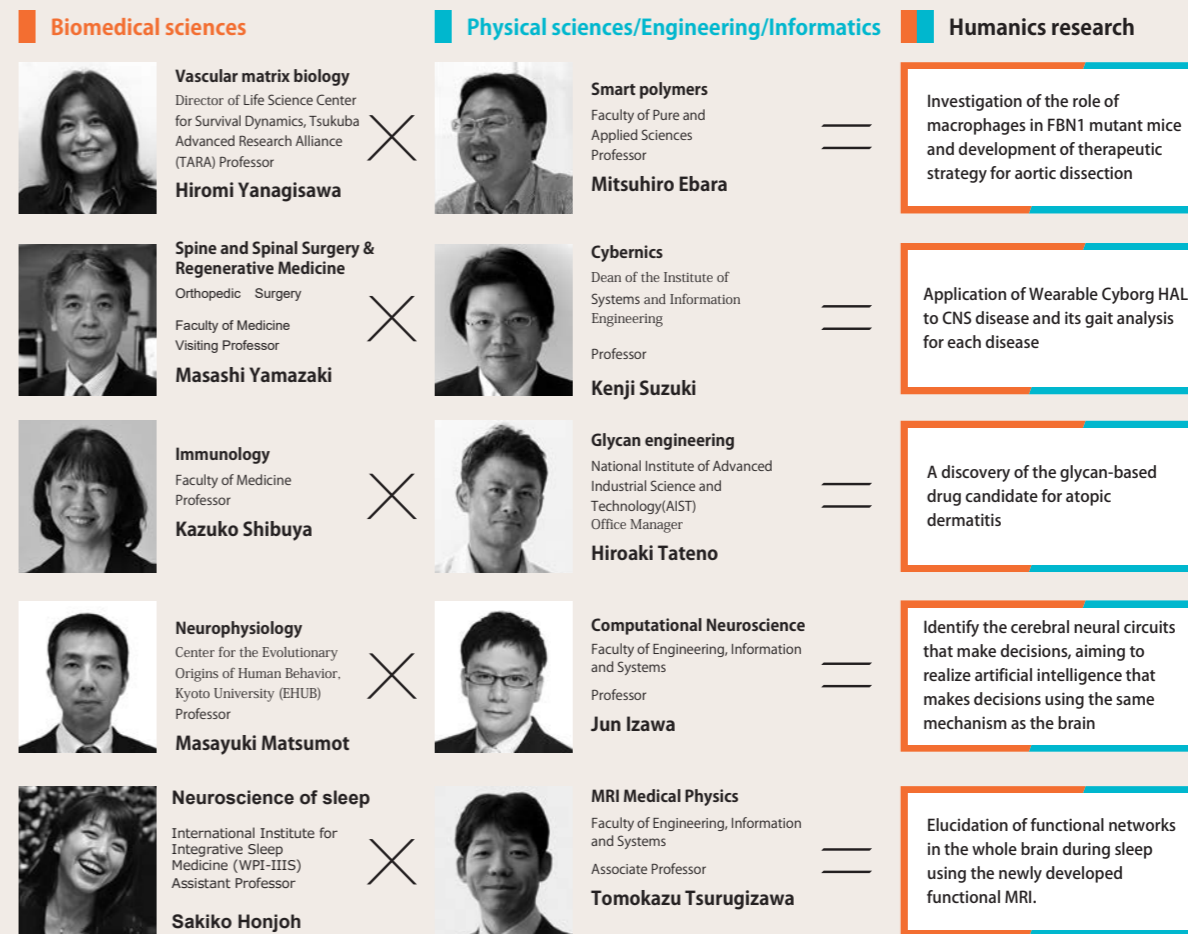 Biomedical sciences
Physical sciences/Engineering/Informatics
Humanics research
Vascular matrix biology
Director of Life Science Center
for Survival Dynamics, Tsukuba
Advanced Research Alliance
(TARA) Professor
Hiromi Yanagisawa
Smart polymers
Faculty of Pure and
Applied Sciences
Professor
Mitsuhiro Ebara
Investigation of the role of
macrophages in FBN1 mutant mice
and development of therapeutic
strategy for aortic dissection
Spine and Spinal Surgery &
Regenerative Medicine
Orthopedic Surgery
Faculty of Medicine
Visiting Professor
Masashi Yamazaki
Cybernics
Dean of the Institute of
Systems and Information
Engineering
Professor
Kenji Suzuki
Application of Wearable Cyborg HAL
to CNS disease and its gait analysis
for each disease
Immunology
Faculty of Medicine
Professor
Kazuko Shibuya
Glycan engineering
National Institute of Advanced
Industrial Science and
Technology(AIST)
Office Manager
Hiroaki Tateno
A discovery of the glycan-based
drug candidate for atopic
dermatitis
Neurophysiology
Center for the Evolutionary
Origins of Human Behavior,
Kyoto University (EHUB)
Professor
Masayuki Matsumot
Computational Neuroscience
Faculty of Engineering, Information
and Systems
Professor
Jun Izawa
Identify the cerebral neural circuits
that make decisions, aiming to
realize artificial intelligence that
makes decisions using the same
mechanism as the brain
Neuroscience of sleep
International Institute for
Integrative Sleep
Medicine (WPI-IIIS)
Assistant Professor
Sakiko Honjoh
MRI Medical Physics
Faculty of Engineering, Information
and Systems
Associate Professor
Tomokazu Tsurugizawa
Elucidation of functional networks
in the whole brain during sleep
using the newly developed
functional MRI.